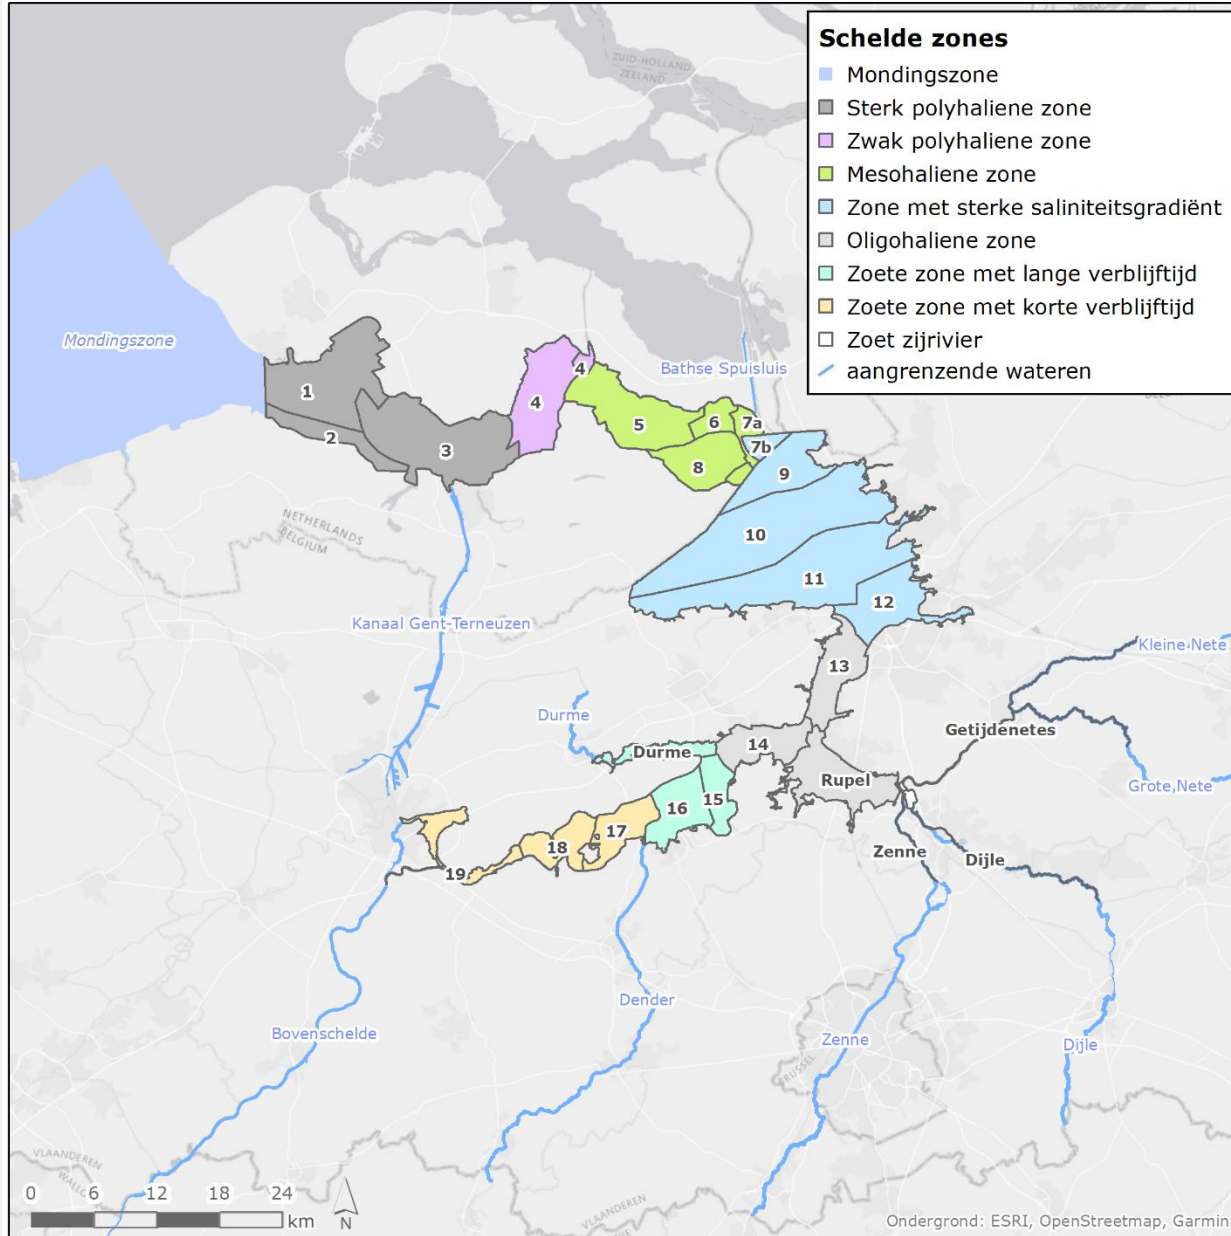 Schelde zones
Mondingszone
Sterk polyhaliene zone
Zwak polyhaliene zone
Mesohaliene zone
Zone met sterke saliniteitsgradiënt
Oligohaliene zone
Zoete zone met lange verblijftijd
Zoete zone met korte verblijftijd
Zoet zijrivier
aangrenzende wateren
ZUID-HOLLAND
ZEELAND
Mondingszone
Bathse Spuisluis
1
2
3
4
4
5
6
7a
7b
8
9
10
11
12
NETHERLANDS
BELGIUM
Kanaal Gent-Terneuzen
13
Kleine Nete
Durme
Getijdenetes
Durme
14
Rupel
Grote Nete
15
16
17
18
19
Zenne
Dijle
Dender
Bovenschelde
Zenne
Dijle
BRUSSEL
VLAANDEREN
VLAANDEREN
0 6 12 18 24
km
N
Ondergrond: ESRI, OpenStreetmap, Garmin